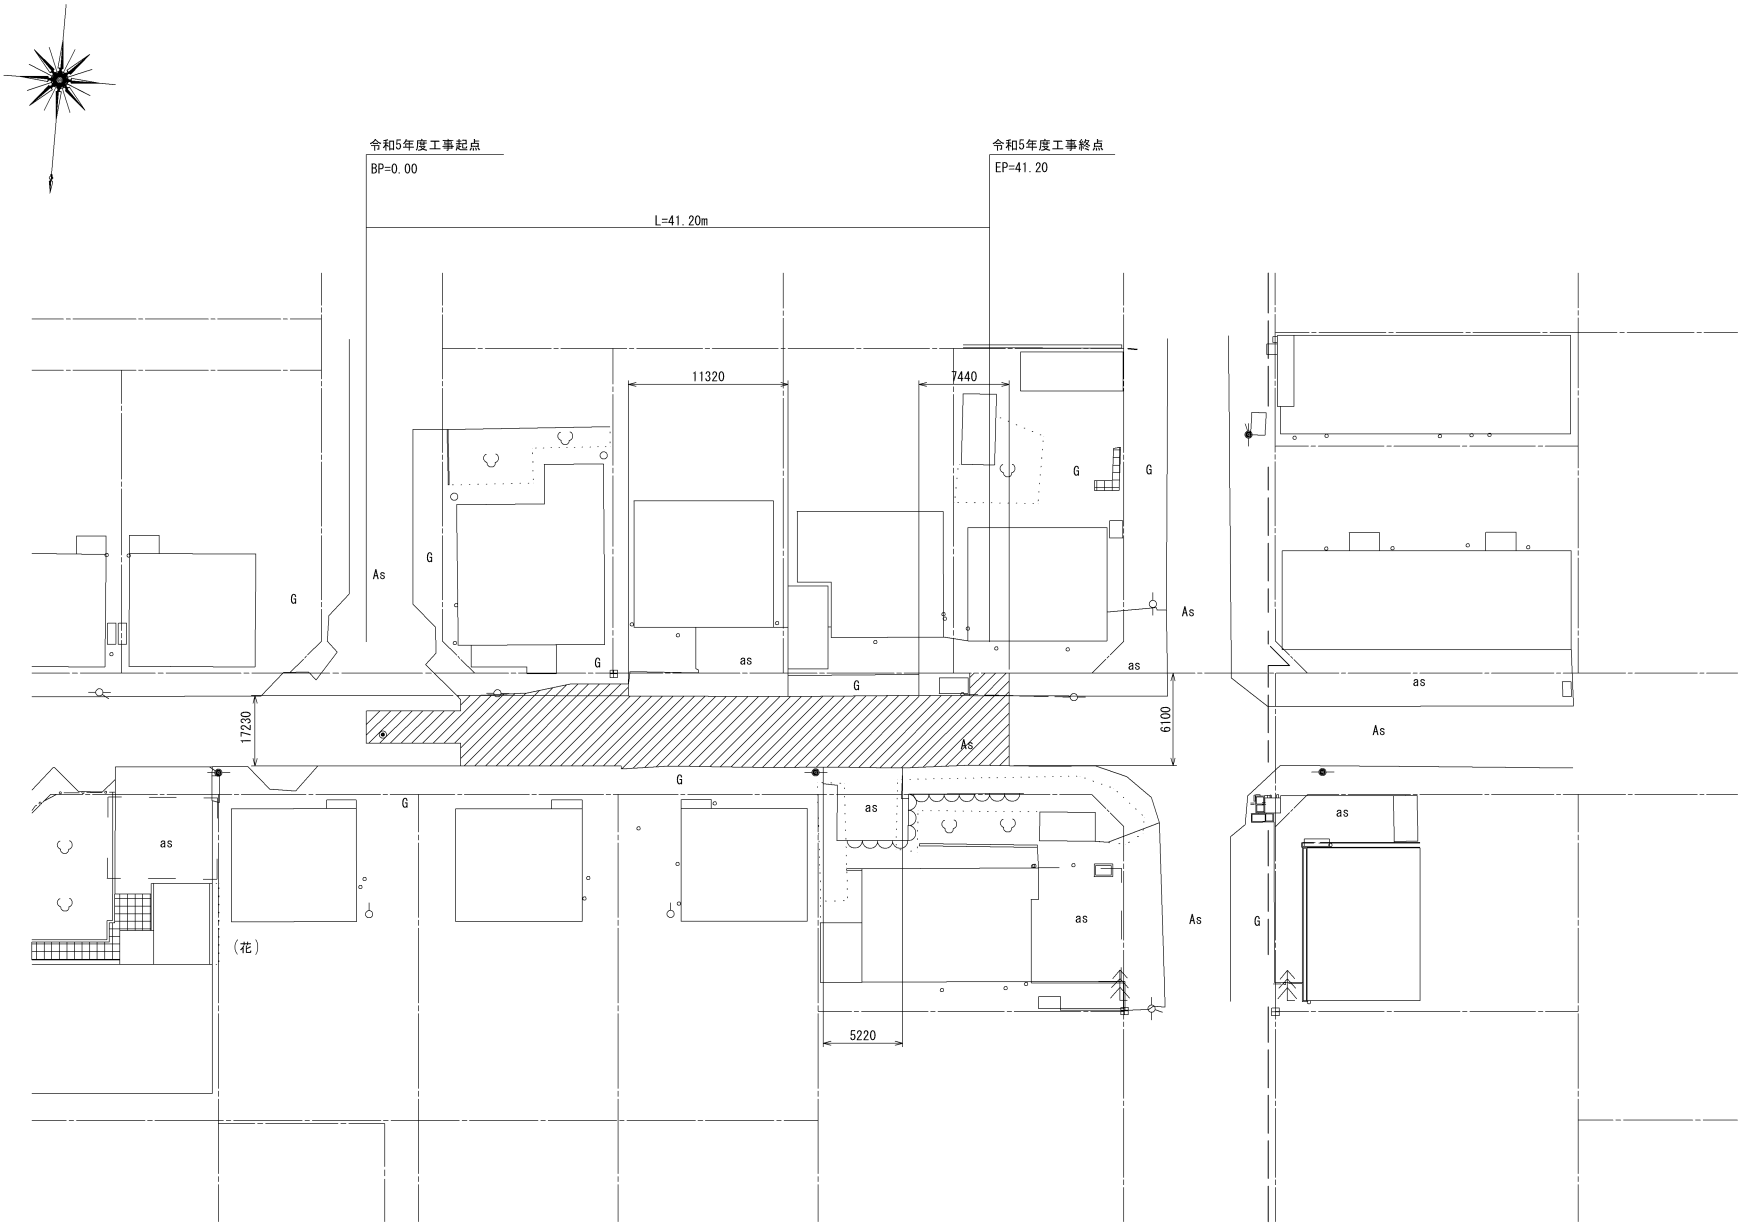 令和5年度工事起点
令和5年度工事終点
BP=0.00
EP=41.20
L=41.20m
11320
7440
G
G
G
As
G
As
G
as
as
as
G
17230
6100
As
As
G
G
as
as
as
as
As
G
(花)
5220